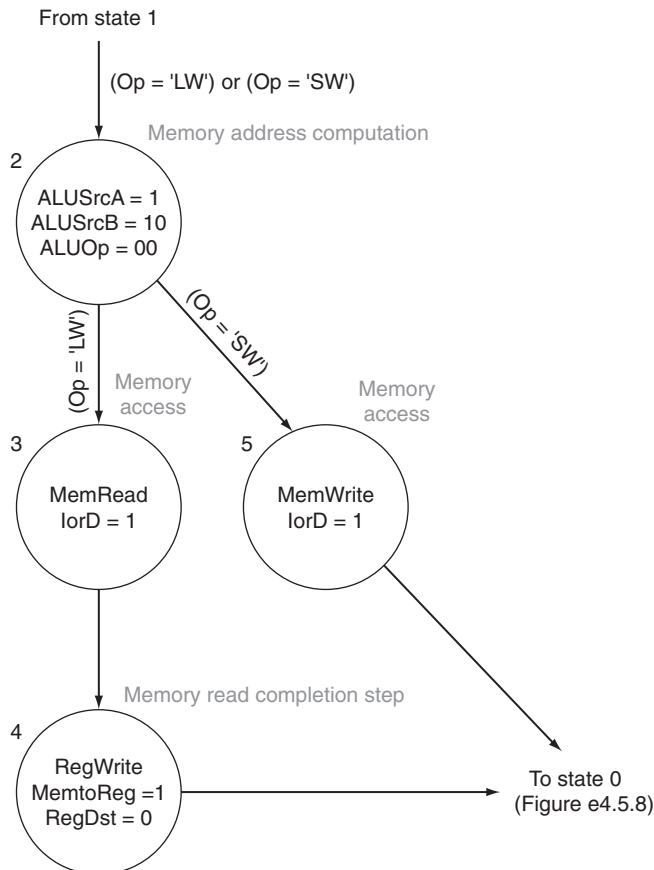 From state 1
(Op = 'LW') or (Op = 'SW')
Memory address computation
2
ALUSrcA = 1
ALUSrcB = 10
ALUOp = 00
(Op = 'LW')
(Op = 'SW')
Memory
access
Memory
access
3
MemRead
IorD = 1
5
MemWrite
IorD = 1
Memory read completion step
4
RegWrite
MemtoReg =1
RegDst = 0
To state 0
(Figure e4.5.8)